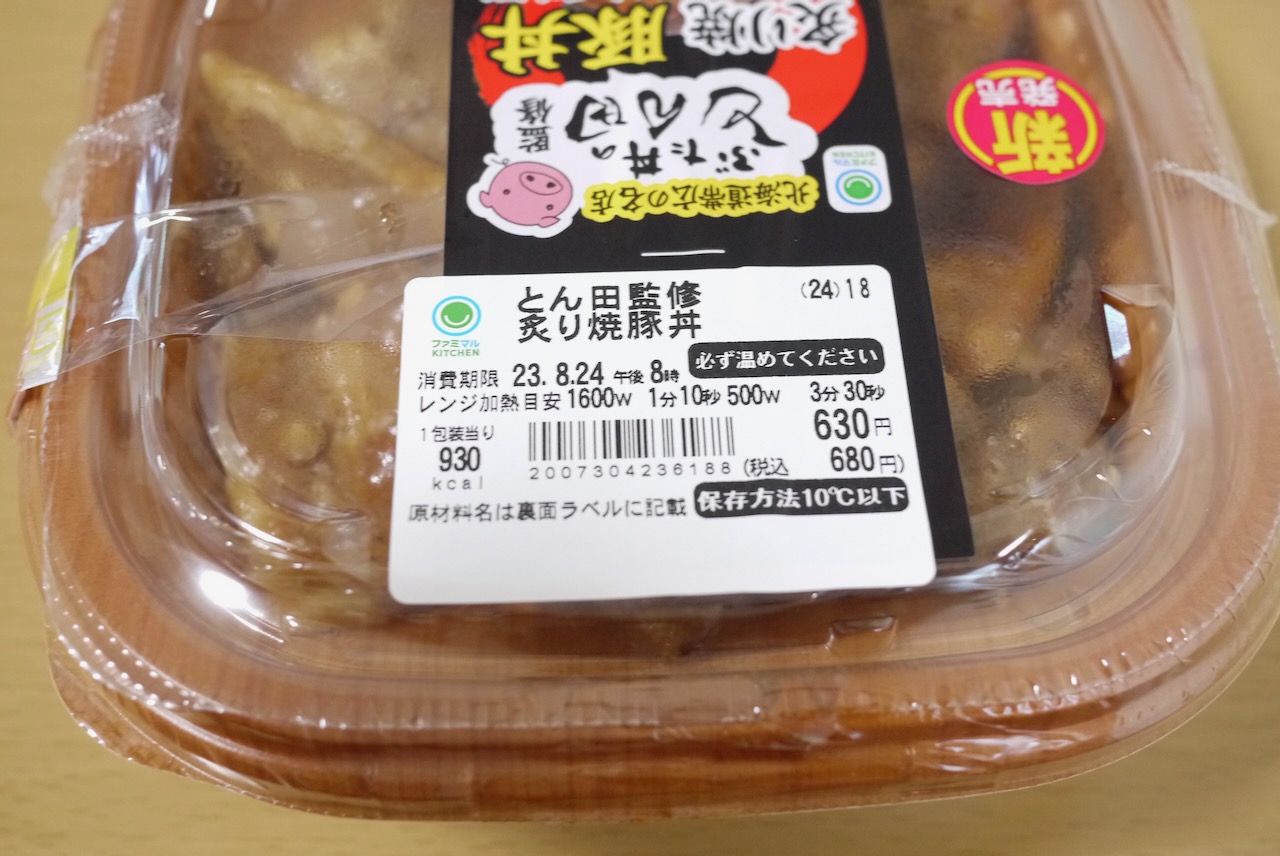 炙り焼
豚丼
ぶた丼の
とん田
監修
北海道帯広の名店
ファミマル
KITCHEN
新
発売
ファミマル
KITCHEN
とん田監修
炙り焼豚丼
(24)18
必ず温めてください
消費期限 23. 8.24 午後 8時
レンジ加熱目安 1600W 1分10秒 500W 3分30秒
1包装当り
930
kcal
630円
2007304236188
(税込 680円)
原材料名は裏面ラベルに記載
保存方法10℃以下